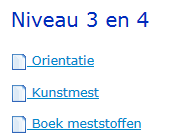 Niveau 3 en 4
Orientatie
Kunstmest
Boek meststoffen